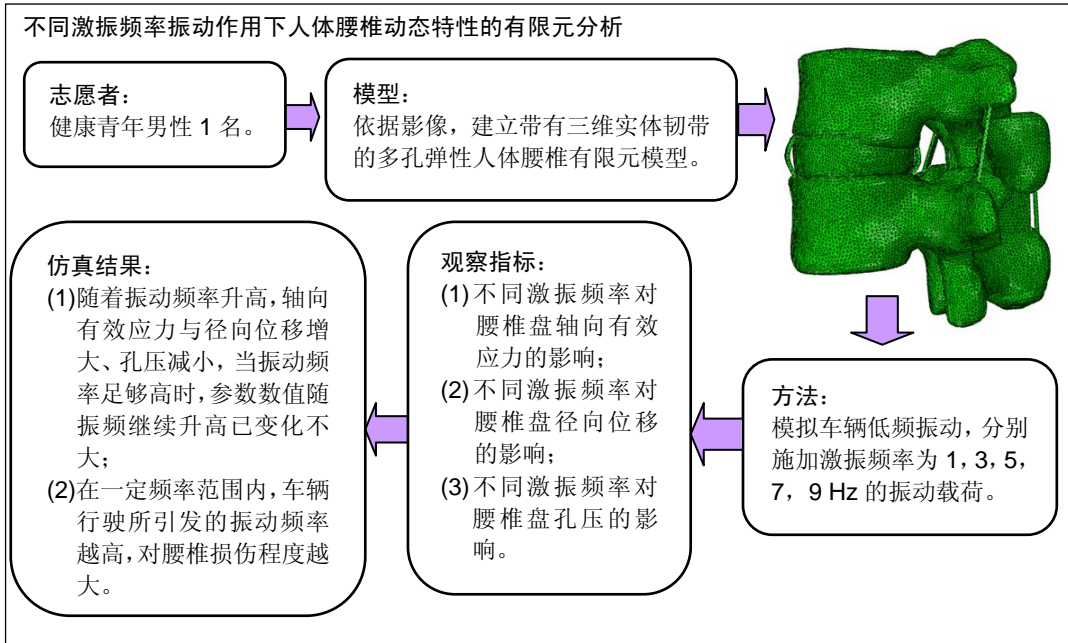 不同激振频率振动作用下人体腰椎动态特性的有限元分析
志愿者：
健康青年男性 1 名。
模型：
依据影像，建立带有三维实体韧带
的多孔弹性人体腰椎有限元模型。
方法：
模拟车辆低频振动，分别
施加激振频率为 1，3，5，
7，9 Hz 的振动载荷。
观察指标：
(1)不同激振频率对
腰椎盘轴向有效
应力的影响；
(2)不同激振频率对
腰椎盘径向位移
的影响；
(3)不同激振频率对
腰椎盘孔压的影
响。
仿真结果：
(1)随着振动频率升高，轴向
有效应力与径向位移增
大、孔压减小，当振动频
率足够高时，参数数值随
振频继续升高已变化不
大；
(2)在一定频率范围内，车辆
行驶所引发的振动频率
越高，对腰椎损伤程度越
大。